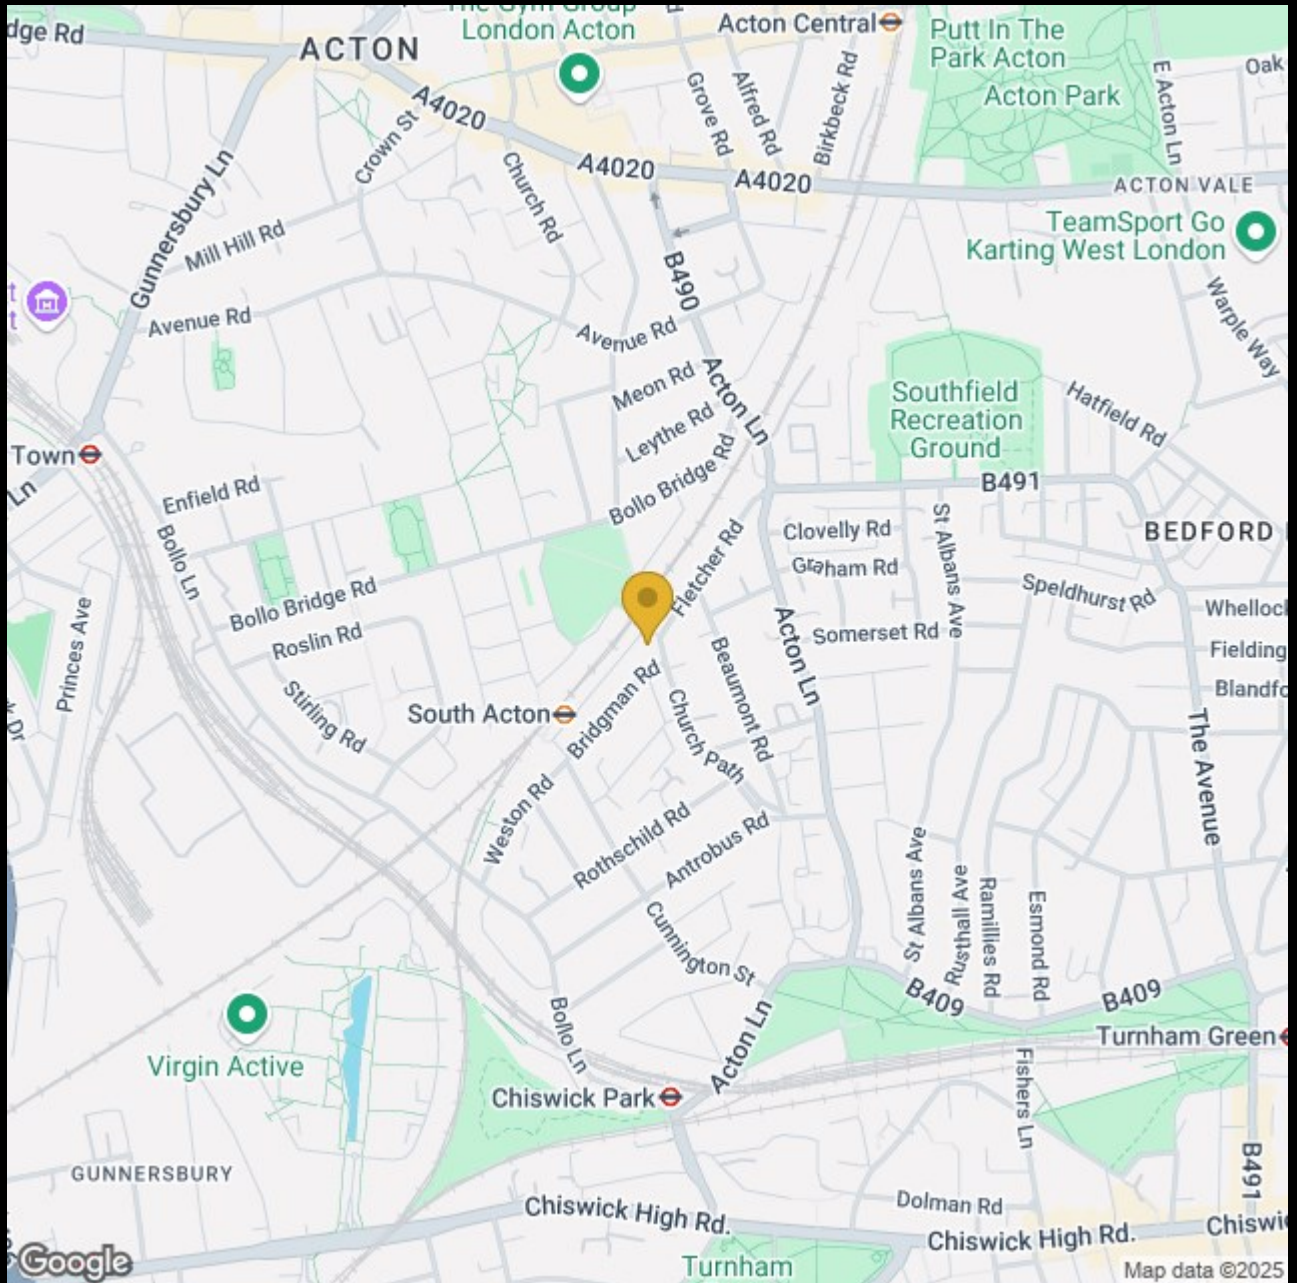 The Gym Group
London Acton
Acton Central
Putt In The
Park Acton
Acton Park
dge Rd
ACTON
A4020
Crown St
Grove Rd
Alfred Rd
Birkbeck Rd
E Acton Ln
Oak
A4020
A4020
ACTON VALE
Church Rd
Gunnersbury Ln
Mill Hill Rd
TeamSport Go
Karting West London
B490
Warple Way
t
t
Avenue Rd
Avenue Rd
Meon Rd
Acton Ln
Southfield
Recreation
Ground
Hatfield Rd
Leythe Rd
Town
Ln
Enfield Rd
Bollo Bridge Rd
B491
Clovelly Rd
St Albans Ave
BEDFORD
Bollo Ln
Fletcher Rd
Graham Rd
Speldhurst Rd
Bollo Bridge Rd
Whelloc
Princes Ave
Roslin Rd
Acton Ln
Somerset Rd
Fielding
Beaumont Rd
Blandfo
Stirling Rd
South Acton
Bridgman Rd
Church Path
Dr
The Avenue
Weston Rd
Rothschild Rd
Antrobus Rd
St Albans Ave
Rusthall Ave
Ramillies Rd
Esmond Rd
Cunnington St
B409
B409
Bollo Ln
Acton Ln
Turnham Green
Virgin Active
Fishers Ln
Chiswick Park
GUNNERSBURY
B491
Dolman Rd
Chiswick High Rd.
Chiswick High Rd.
Chiswi
Turnham
Google
Map data ©2025